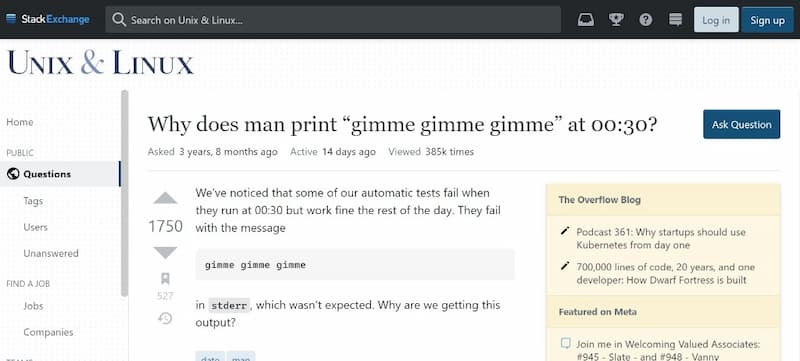 StackExchange
Search on Unix & Linux...
Log in
Sign up
UNIX & LINUX
Home
PUBLIC
Questions
Tags
Users
Unanswered
FIND A JOB
Jobs
Companies
Why does man print “gimme gimme gimme” at 00:30?
Ask Question
Asked 3 years, 8 months ago Active 14 days ago Viewed 385k times
1750
527
We've noticed that some of our automatic tests fail when
they run at 00:30 but work fine the rest of the day. They fail
with the message
gimme gimme gimme
in stderr, which wasn't expected. Why are we getting this
output?
date man
The Overflow Blog
Podcast 361: Why startups should use
Kubernetes from day one
700,000 lines of code, 20 years, and one
developer: How Dwarf Fortress is built
Featured on Meta
Join me in Welcoming Valued Associates:
#945 - Slate - and #948 - Vanny